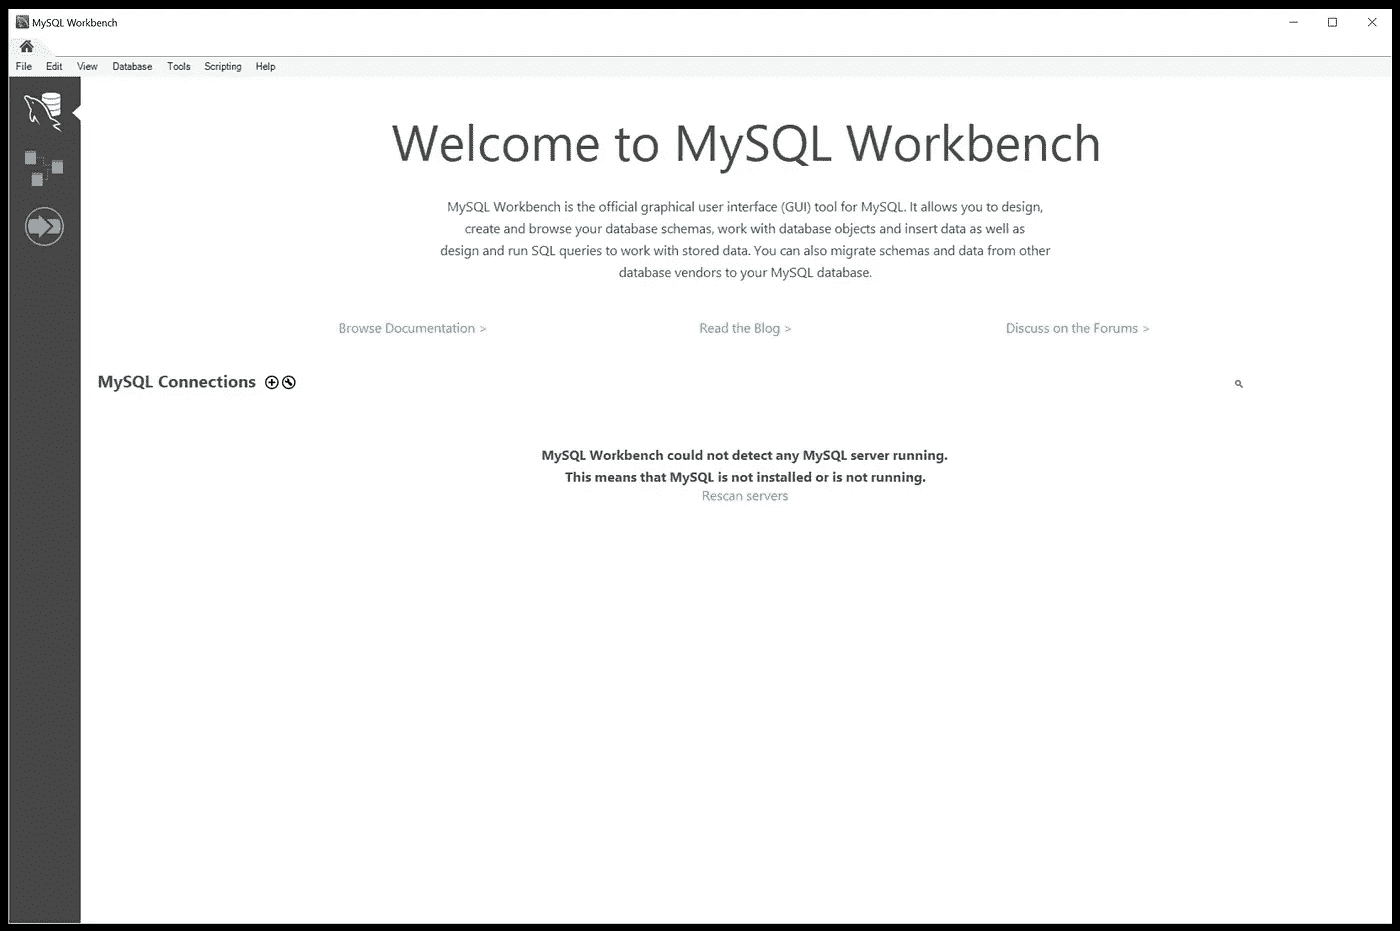 MySQL Workbench
File Edit View Database Tools Scripting Help
Welcome to MySQL Workbench
MySQL Workbench is the official graphical user interface (GUI) tool for MySQL. It allows you to design,
create and browse your database schemas, work with database objects and insert data as well as
design and run SQL queries to work with stored data. You can also migrate schemas and data from other
database vendors to your MySQL database.
Browse Documentation > Read the Blog > Discuss on the Forums >
MySQL Connections
MySQL Workbench could not detect any MySQL server running.
This means that MySQL is not installed or is not running.
Rescan servers